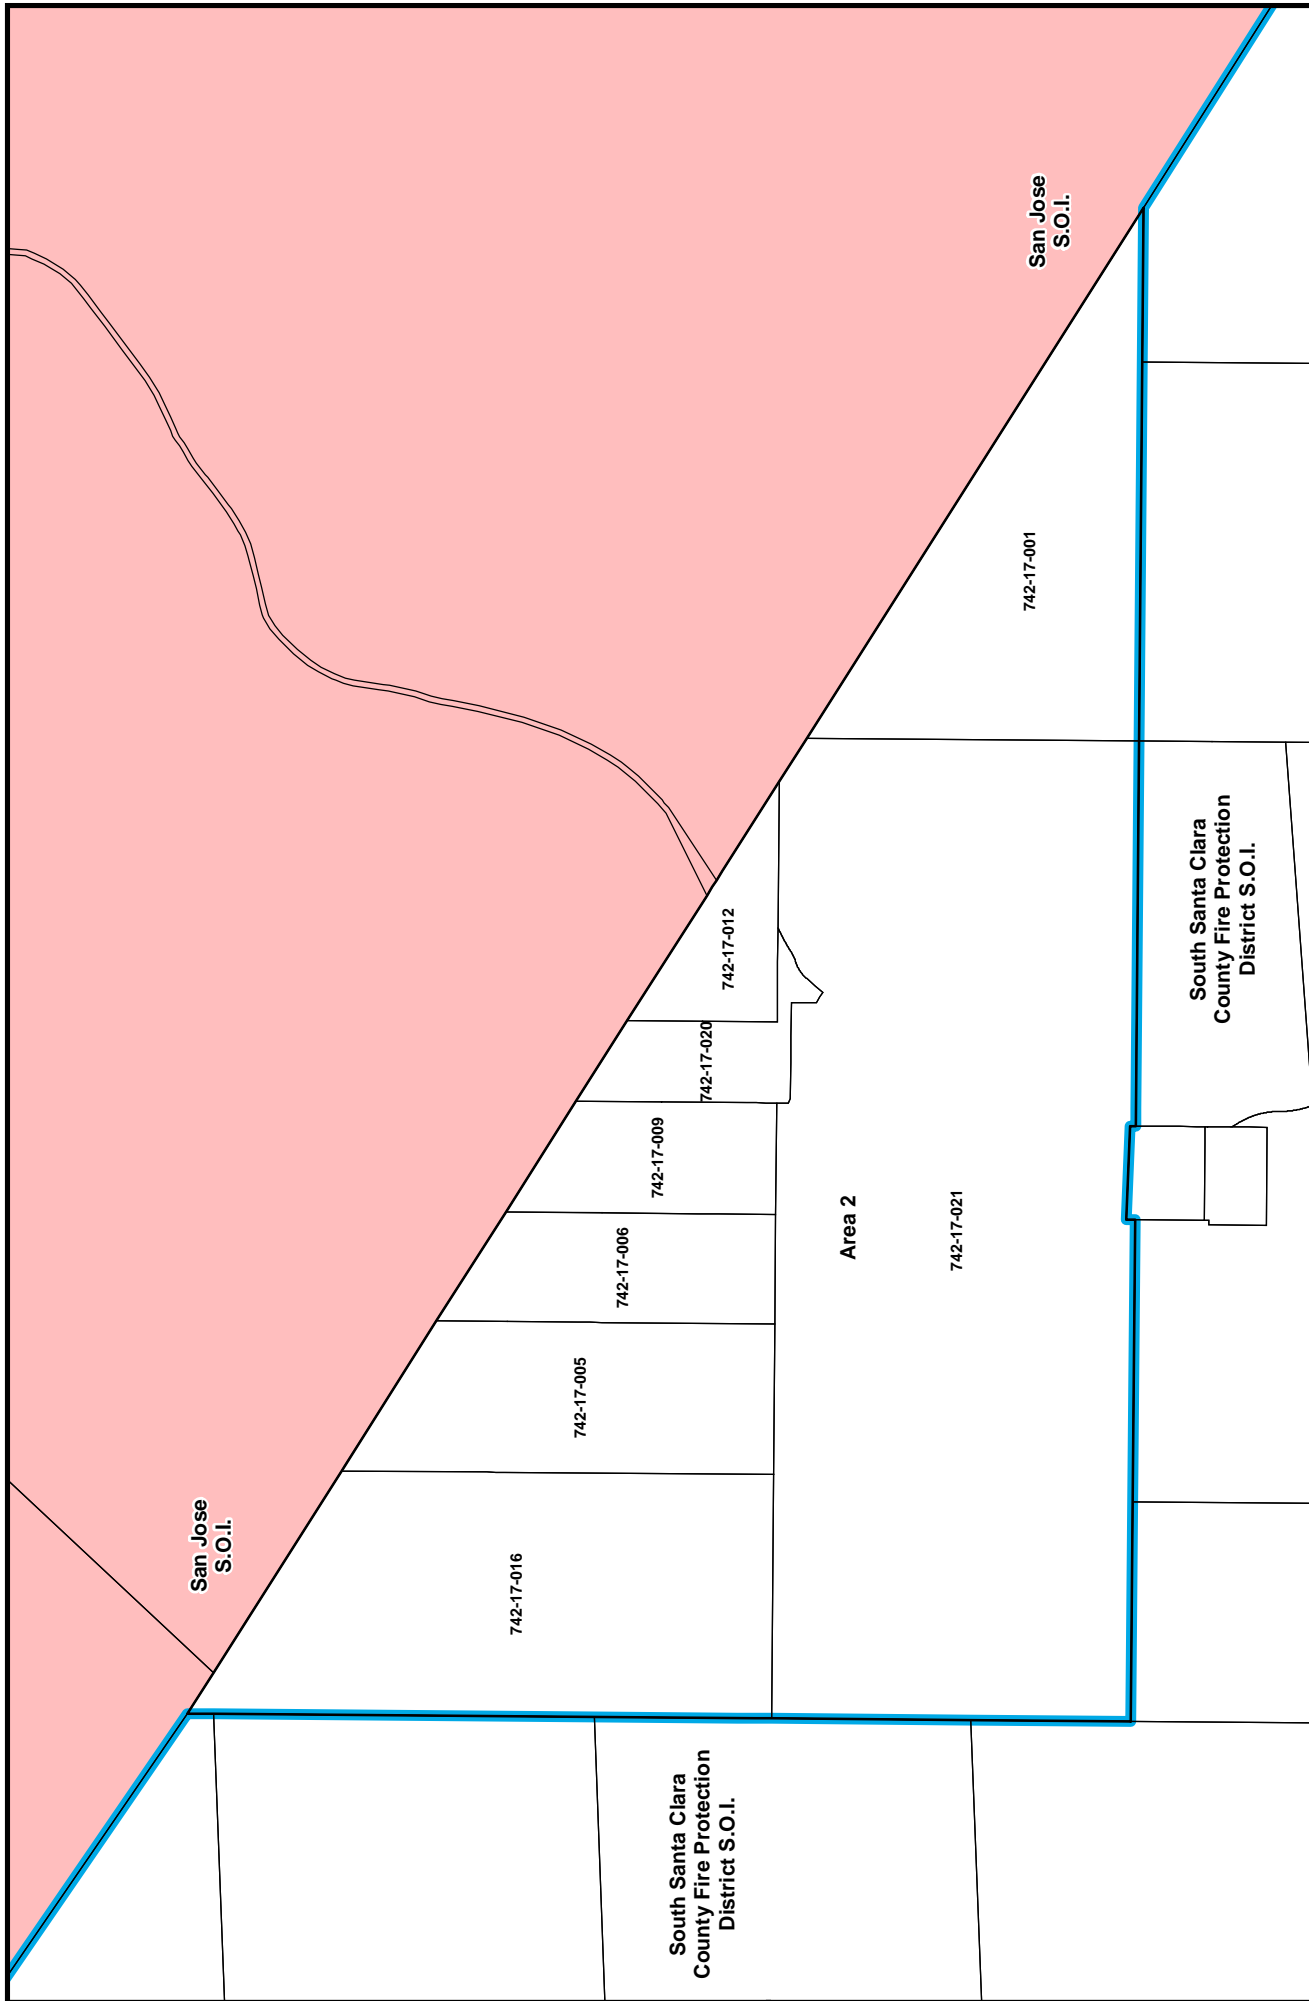 San Jose
S.O.I.
742-17-016
742-17-005
742-17-006
742-17-009
South Santa Clara
County Fire Protection
District S.O.I.
742-17-020
742-17-012
Area 2
742-17-021
742-17-001
San Jose
S.O.I.
South Santa Clara
County Fire Protection
District S.O.I.